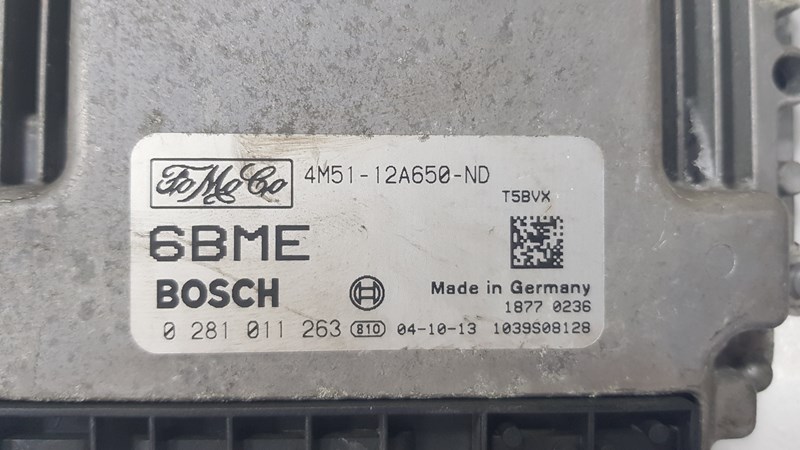 FoMoCo 4M51-12A650-ND
T5BVX
6BME
BOSCH Made in Germany
1877 0236
0 281 011 263 810 04-10-13 1039S08128